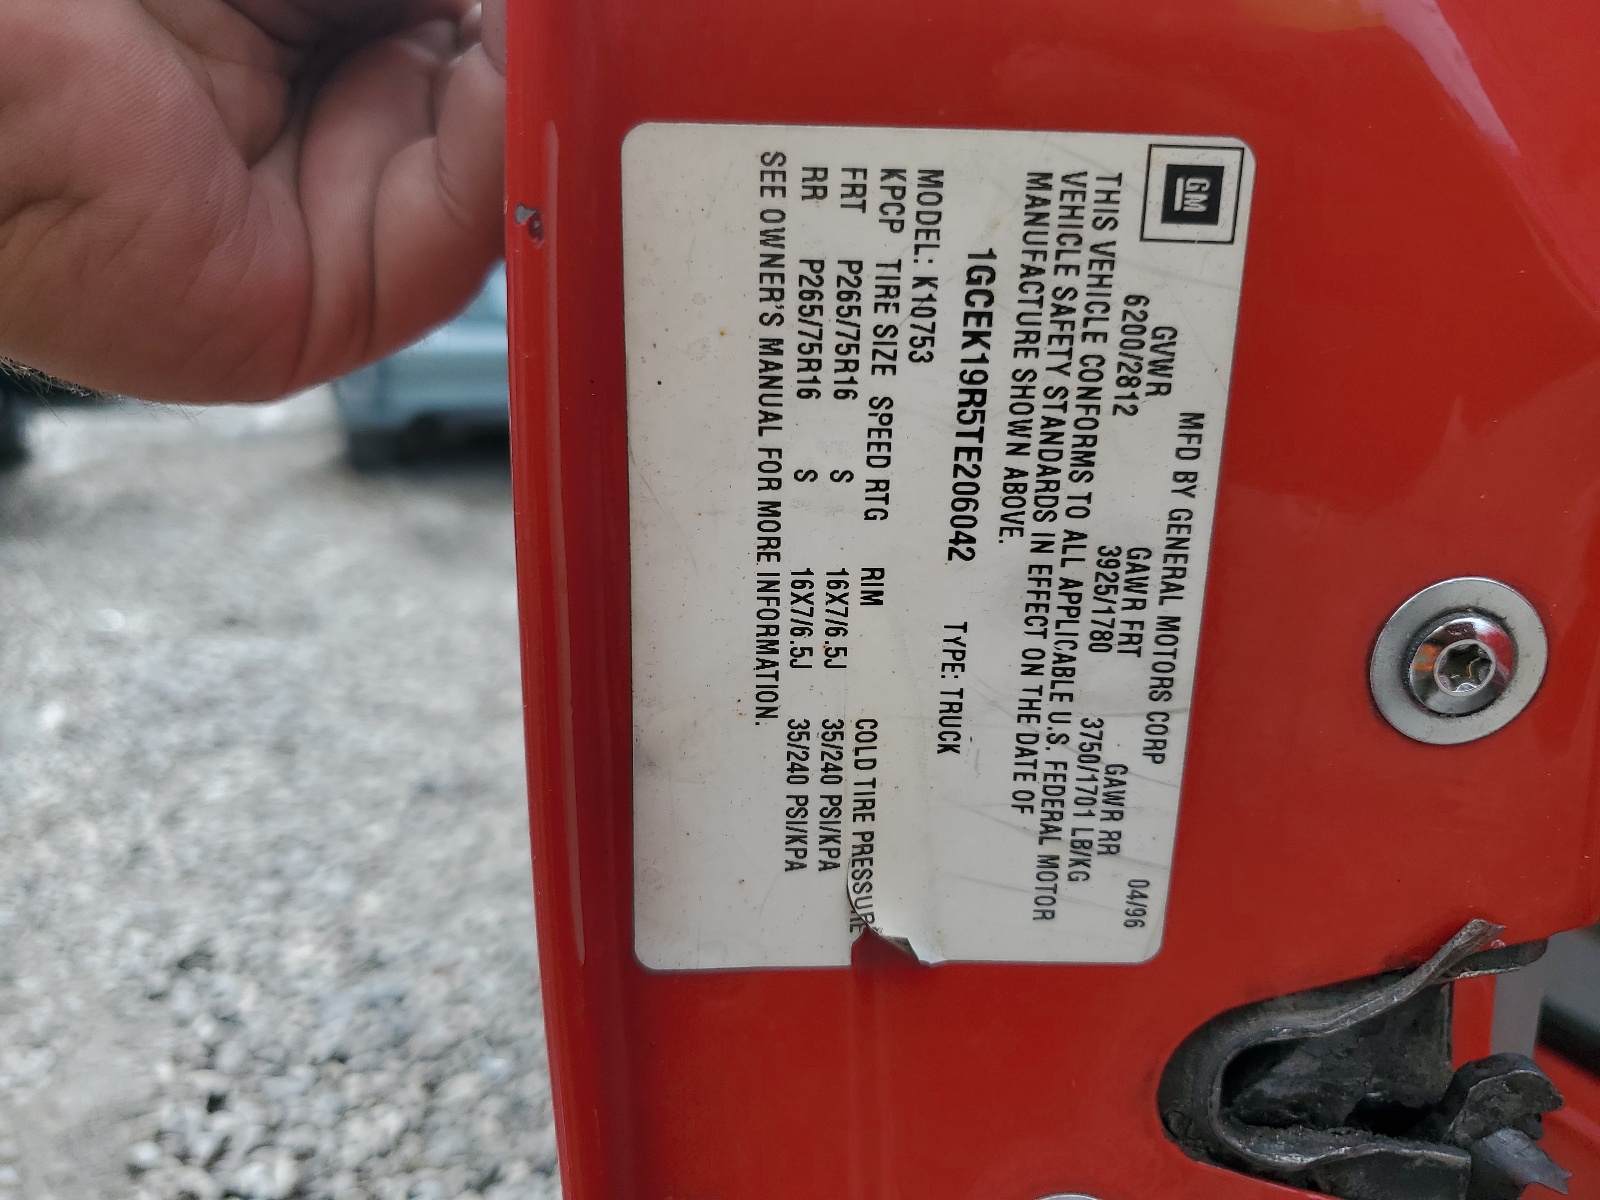 GM
MFD BY GENERAL MOTORS CORP 04/96
GVWR GAWR FRT GAWR RR
6200/2812 3925/1780 3750/1701 LB/KG
THIS VEHICLE CONFORMS TO ALL APPLICABLE U.S. FEDERAL MOTOR
VEHICLE SAFETY STANDARDS IN EFFECT ON THE DATE OF
MANUFACTURE SHOWN ABOVE.
1GCEK19R5TE206042 TYPE: TRUCK
MODEL: K10753
KPCP TIRE SIZE SPEED RTG RIM COLD TIRE PRESSURE
FRT P265/75R16 S 16X7/6.5J 35/240 PSI/KPA
RR P265/75R16 S 16X7/6.5J 35/240 PSI/KPA
SEE OWNER'S MANUAL FOR MORE INFORMATION.